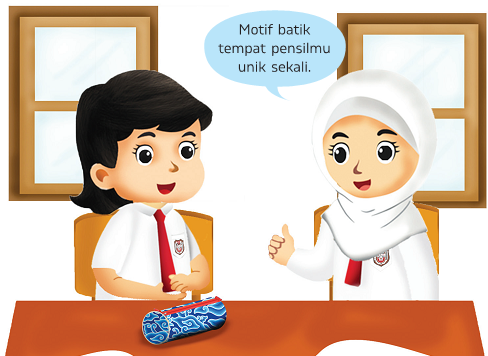 Motif batik
tempat pensilmu
unik sekali.